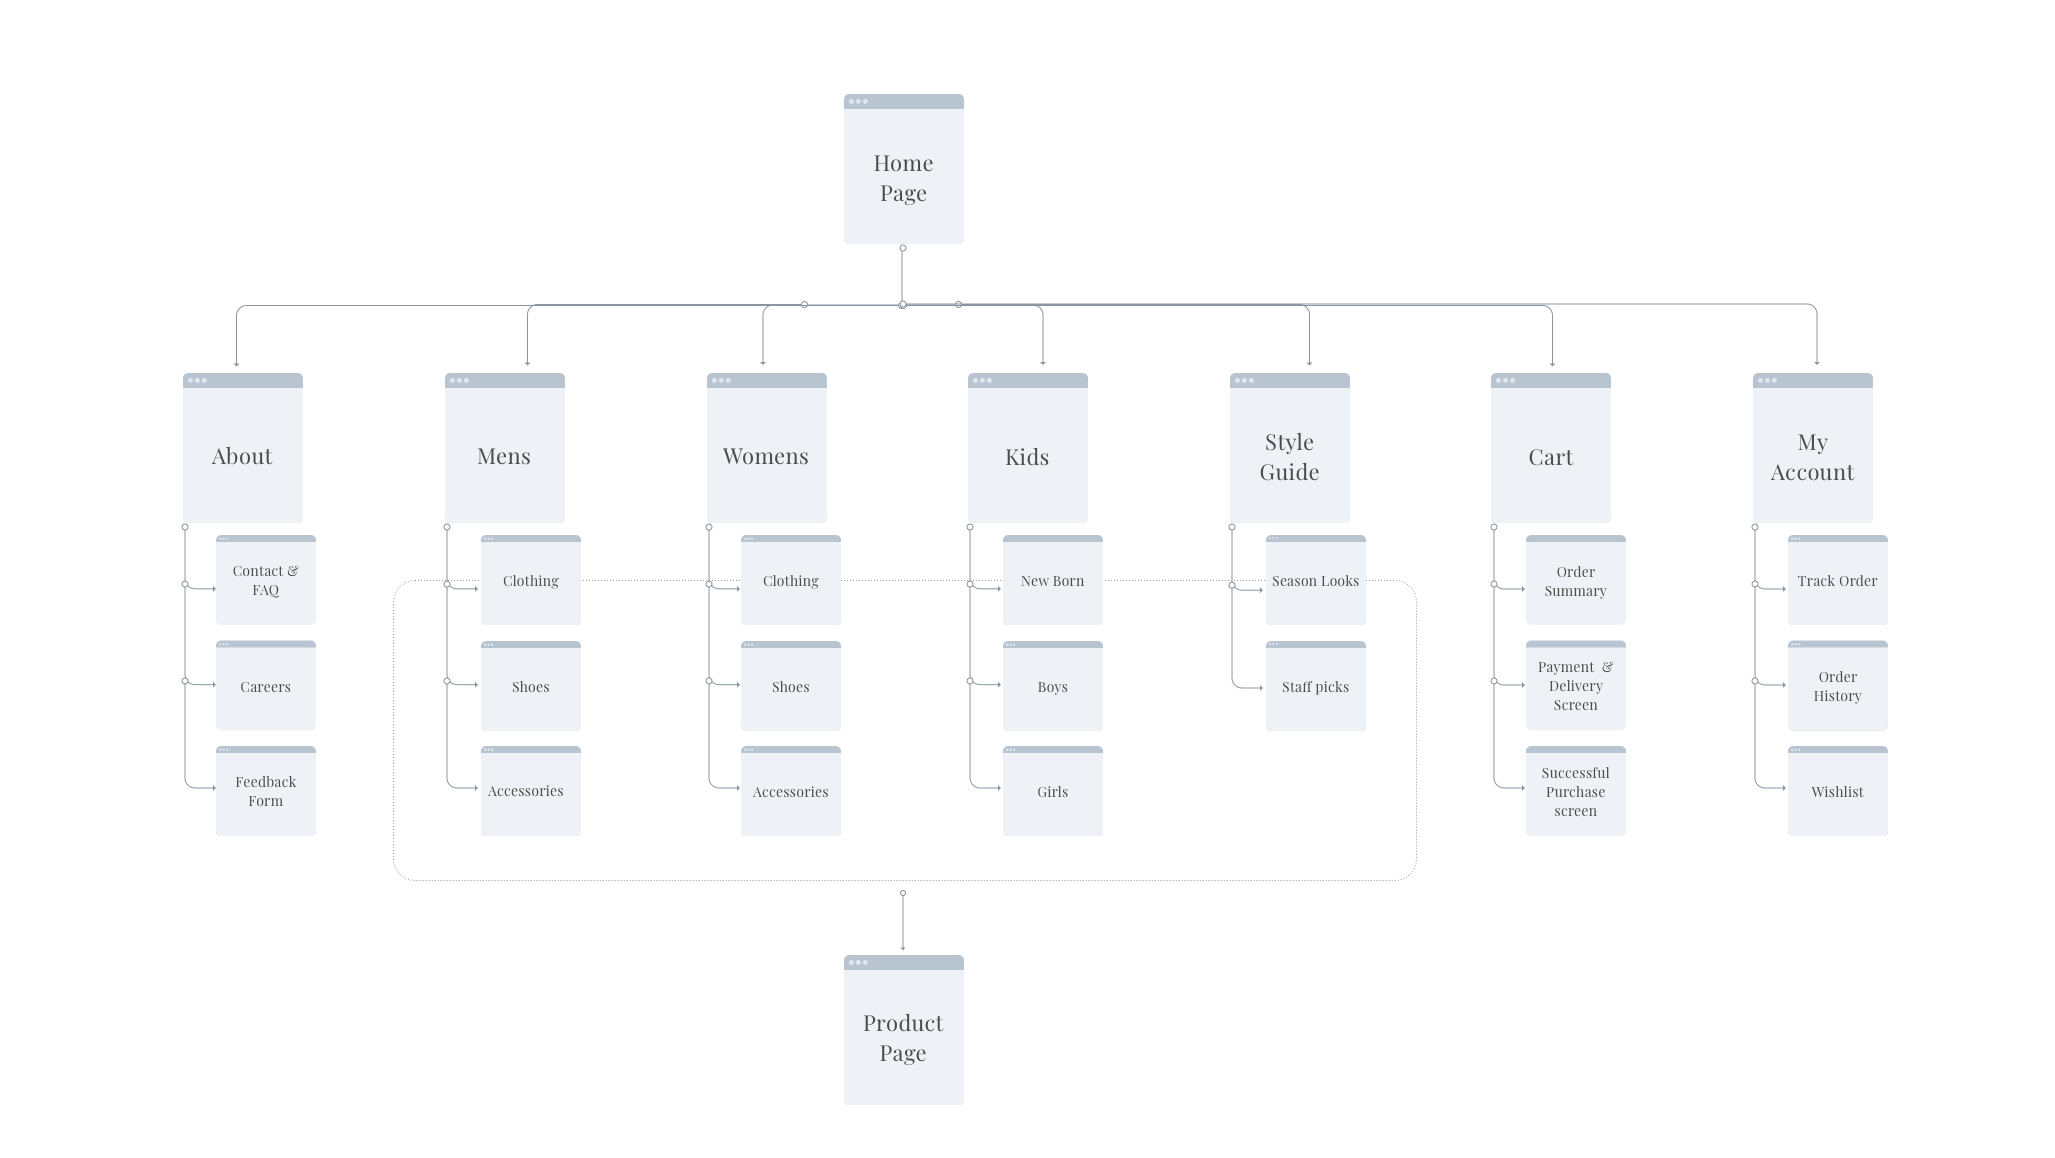 Home
Page
About
Mens
Womens
Kids
Style
Guide
Cart
My
Account
Contact &
FAQ
Careers
Feedback
Form
Clothing
Shoes
Accessories
Clothing
Shoes
Accessories
New Born
Boys
Girls
Season Looks
Staff picks
Order
Summary
Payment &
Delivery
Screen
Successful
Purchase
screen
Track Order
Order
History
Wishlist
Product
Page